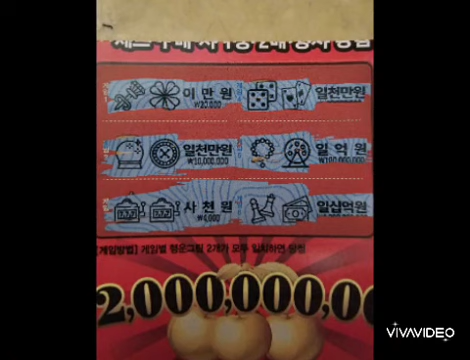 이만원
₩20,000
일천만원
일천만원
₩10,000,000
일억원
₩100,000,000
사천원
₩4,000
일십억원
[게임방법] 게임별 행운그림 2개가 모두 일치하면 당첨
2,000,000,00
VIVAVIDEO